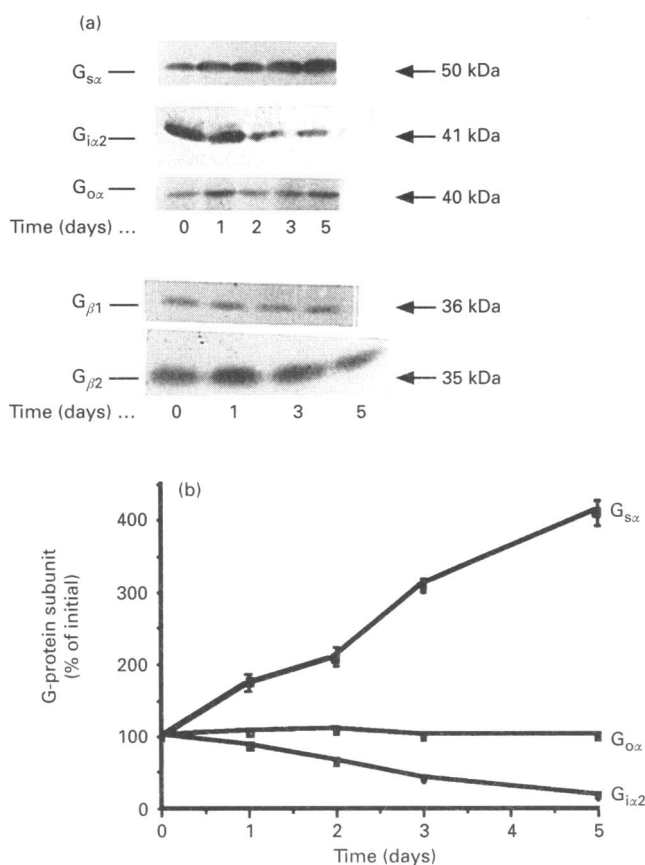 (a)
Gsα 50 kDa
Giα2 41 kDa
Goα 40 kDa
Time (days) ... 0 1 2 3 5
Gβ1 36 kDa
Gβ2 35 kDa
Time (days) ... 0 1 3 5
(b)
400
300
200
100
0
G-protein subunit
(% of initial)
Gsα
Goα
Giα2
0 1 2 3 4 5
Time (days)